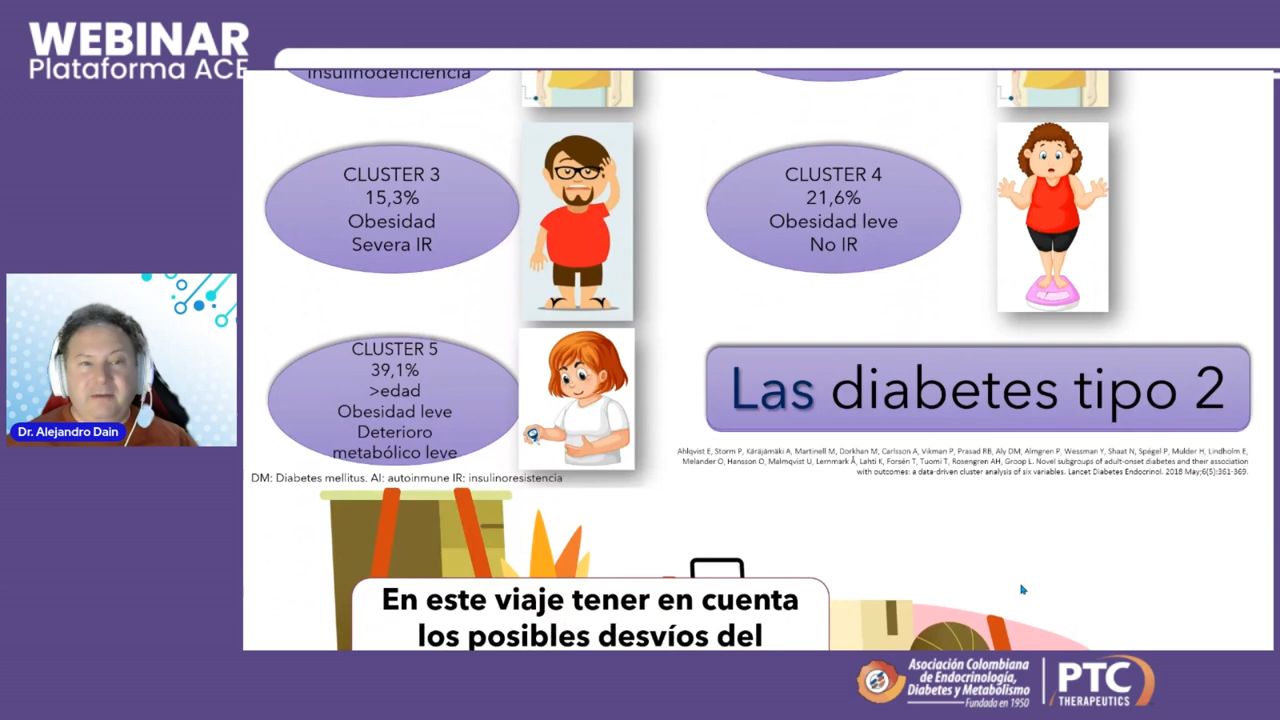 WEBINAR
Plataforma ACE
insulinodeficiencia
CLUSTER 3
15,3%
Obesidad
Severa IR
CLUSTER 4
21,6%
Obesidad leve
No IR
CLUSTER 5
39,1%
>edad
Obesidad leve
Deterioro
metabólico leve
Las diabetes tipo 2
Ahlqvist E, Storm P, Käräjämäki A, Martinell M, Dorkhan M, Carlsson A, Vikman P, Prasad RB, Aly DM, Almgren P, Wessman Y, Shaat N, Spégel P, Mulder H, Lindholm E,
Melander O, Hansson O, Malmqvist U, Lernmark Å, Lahti K, Forsén T, Tuomi T, Rosengren AH, Groop L. Novel subgroups of adult-onset diabetes and their association
with outcomes: a data-driven cluster analysis of six variables. Lancet Diabetes Endocrinol. 2018 May;6(5):361-369.
DM: Diabetes mellitus. AI: autoinmune IR: insulinoresistencia
Dr. Alejandro Dain
En este viaje tener en cuenta
los posibles desvíos del
Asociación Colombiana
de Endocrinología,
Diabetes y Metabolismo
Fundada en 1950
PTC
THERAPEUTICS